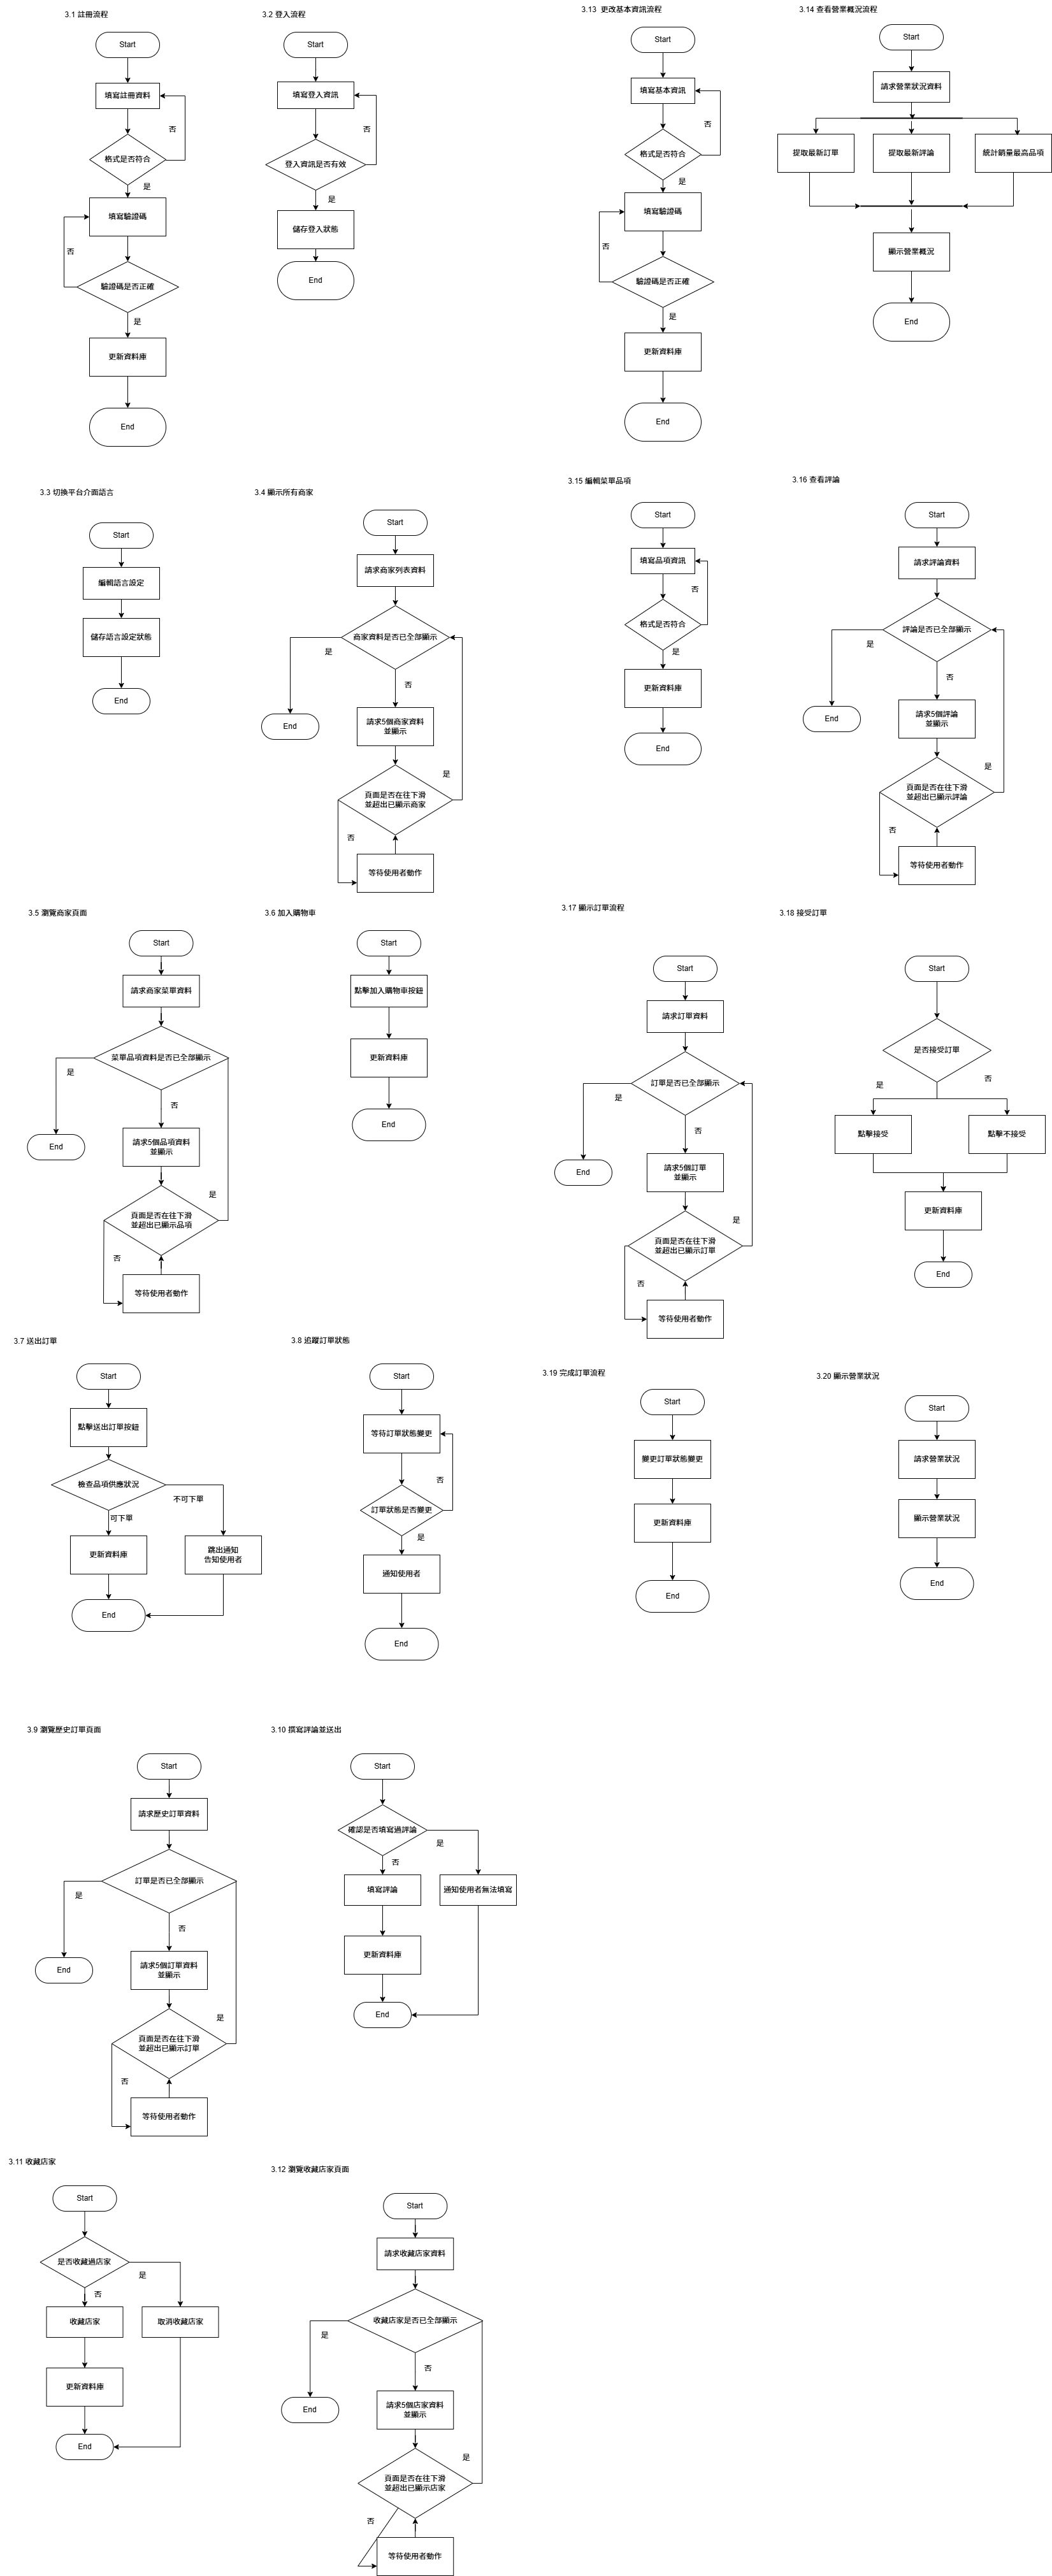 3.1 註冊流程
Start
填寫註冊資料
否
格式是否符合
是
填寫驗證碼
否
驗證碼是否正確
是
更新資料庫
End
3.2 登入流程
Start
填寫登入資訊
否
登入資訊是否有效
是
儲存登入狀態
End
3.13 更改基本資訊流程
Start
填寫基本資訊
否
格式是否符合
是
填寫驗證碼
否
驗證碼是否正確
是
更新資料庫
End
3.14 查看營業概況流程
Start
請求營業狀況資料
提取最新訂單
提取最新評論
統計銷量最高品項
顯示營業概況
End
3.3 切換平台介面語言
Start
編輯語言設定
儲存語言設定狀態
End
3.4 顯示所有商家
Start
請求商家列表資料
商家資料是否已全部顯示
是
否
End
請求5個商家資料
並顯示
是
頁面是否在往下滑
並超出已顯示商家
否
等待使用者動作
3.15 編輯菜單品項
Start
填寫品項資訊
否
格式是否符合
是
更新資料庫
End
3.16 查看評論
Start
請求評論資料
評論是否已全部顯示
是
否
End
請求5個評論
並顯示
是
頁面是否在往下滑
並超出已顯示評論
否
等待使用者動作
3.5 瀏覽商家頁面
Start
請求商家菜單資料
菜單品項資料是否已全部顯示
是
否
End
請求5個品項資料
並顯示
是
頁面是否在往下滑
並超出已顯示品項
否
等待使用者動作
3.6 加入購物車
Start
點擊加入購物車按鈕
更新資料庫
End
3.17 顯示訂單流程
Start
請求訂單資料
訂單是否已全部顯示
是
否
End
請求5個訂單
並顯示
是
頁面是否在往下滑
並超出已顯示訂單
否
等待使用者動作
3.18 接受訂單
Start
是否接受訂單
是
否
點擊接受
點擊不接受
更新資料庫
End
3.7 送出訂單
Start
點擊送出訂單按鈕
檢查品項供應狀況
不可下單
可下單
更新資料庫
跳出通知
告知使用者
End
3.8 追蹤訂單狀態
Start
等待訂單狀態變更
否
訂單狀態是否變更
是
通知使用者
End
3.19 完成訂單流程
Start
變更訂單狀態變更
更新資料庫
End
3.20 顯示營業狀況
Start
請求營業狀況
顯示營業狀況
End
3.9 瀏覽歷史訂單頁面
Start
請求歷史訂單資料
訂單是否已全部顯示
是
否
End
請求5個訂單資料
並顯示
是
頁面是否在往下滑
並超出已顯示訂單
否
等待使用者動作
3.10 撰寫評論並送出
Start
確認是否填寫過評論
是
否
填寫評論
通知使用者無法填寫
更新資料庫
End
3.11 收藏店家
Start
是否收藏過店家
是
否
收藏店家
取消收藏店家
更新資料庫
End
3.12 瀏覽收藏店家頁面
Start
請求收藏店家資料
收藏店家是否已全部顯示
是
否
End
請求5個店家資料
並顯示
是
頁面是否在往下滑
並超出已顯示店家
否
等待使用者動作